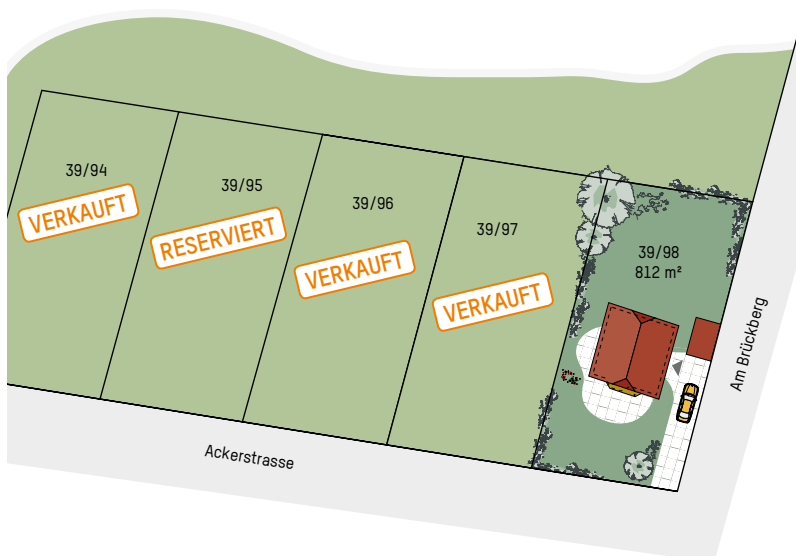 39/94
VERKAUFT
39/95
RESERVIERT
39/96
VERKAUFT
39/97
VERKAUFT
39/98
812 m²
Am Brückberg
Ackerstrasse